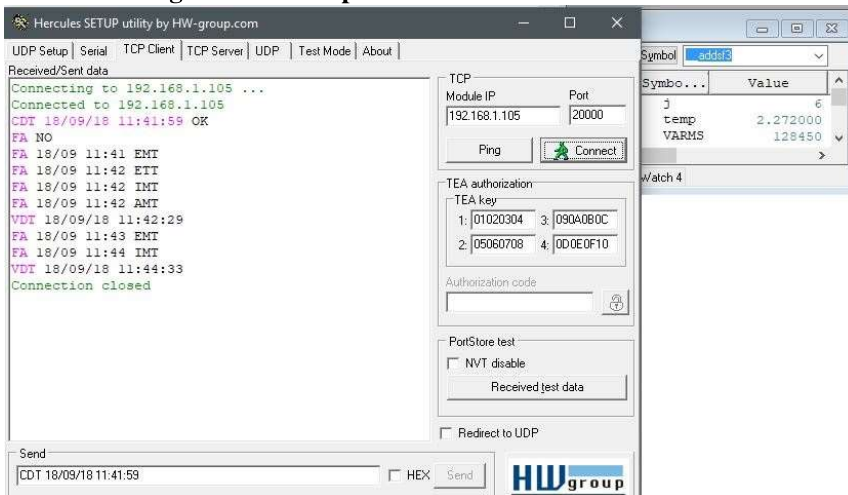 Hercules SETUP utility by HW-group.com
UDP Setup Serial TCP Client TCP Server UDP Test Mode About
Received/Sent data
Connecting to 192.168.1.105 ...
Connected to 192.168.1.105
CDT 18/09/18 11:41:59 OK
FA NO
FA 18/09 11:41 EMT
FA 18/09 11:42 ETT
FA 18/09 11:42 IMT
FA 18/09 11:42 AMT
VDT 18/09/18 11:42:29
FA 18/09 11:43 EMT
FA 18/09 11:44 IMT
VDT 18/09/18 11:44:33
Connection closed
TCP
Module IP Port
192.168.1.105 20000
Ping Connect
TEA authorization
TEA key
1: 01020304 3: 090A0B0C
2: 05060708 4: 0D0E0F10
Authorization code
PortStore test
NVT disable
Received test data
Redirect to UDP
Send
CDT 18/09/18 11:41:59 HEX Send
HW group
Symbol __addsf3
Symbo... Value
j 6
temp 2.272000
VARMS 128450
Watch 4